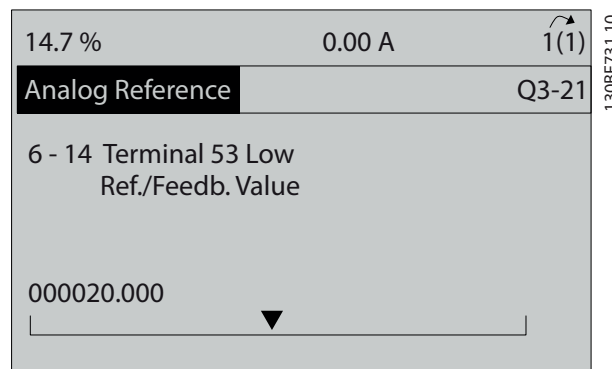 14.7 % 0.00 A 1(1)
Analog Reference Q3-21
6 - 14 Terminal 53 Low
Ref./Feedb. Value
000020.000
130BF731.10